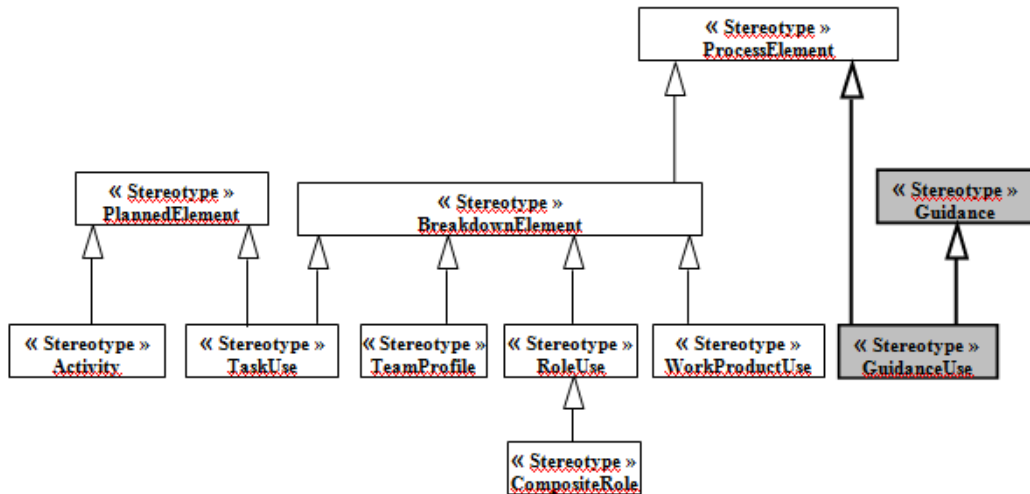 « Stereotype »
ProcessElement
« Stereotype »
PlannedElement
« Stereotype »
BreakdownElement
« Stereotype »
Guidance
« Stereotype »
Activity
« Stereotype »
TaskUse
« Stereotype »
TeamProfile
« Stereotype »
RoleUse
« Stereotype »
WorkProductUse
« Stereotype »
GuidanceUse
« Stereotype »
CompositeRole